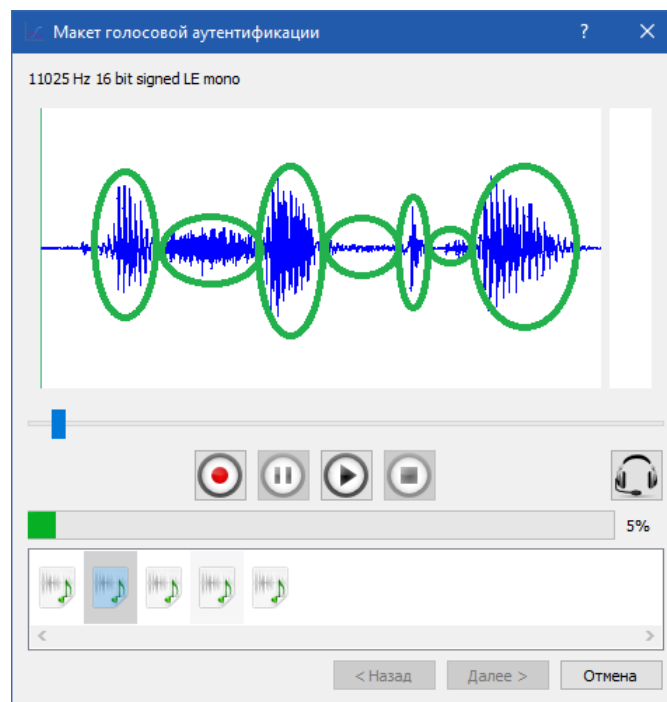 Макет голосовой аутентификации
11025 Hz 16 bit signed LE mono
5%
< Назад
Далее >
Отмена